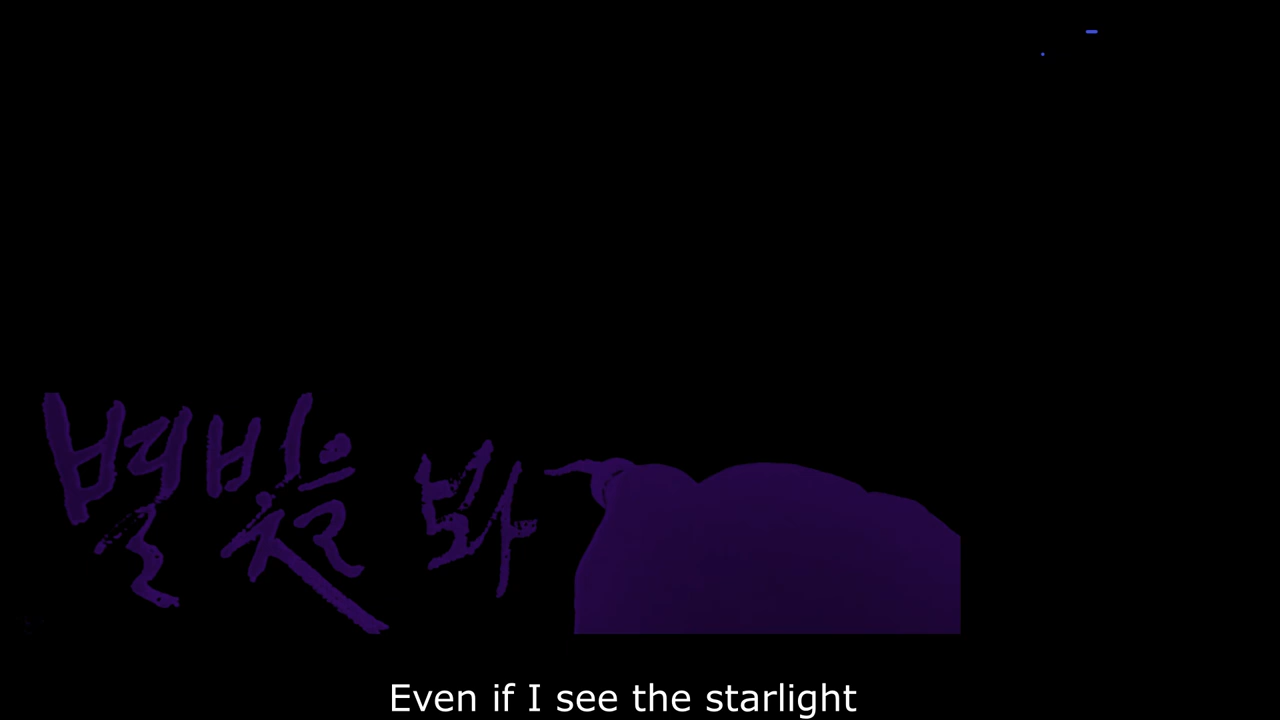 별빛을 봐
Even if I see the starlight